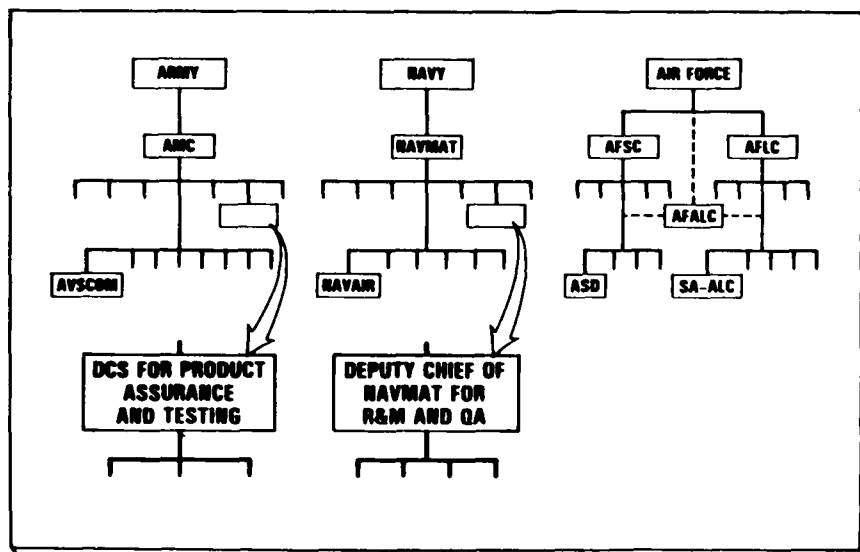 ARMY
NAVY
AIR FORCE
AMC
NAVMAT
AFSC
AFLC
AFALC
AVSCOM
NAVAIR
ASD
SA-ALC
DCS FOR PRODUCT
ASSURANCE
AND TESTING
DEPUTY CHIEF OF
NAVMAT FOR
R&M AND QA